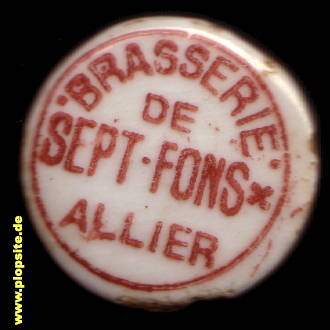 ·BRASSERIE·
DE
SEPT·FONS*
ALLIER
www.plopsite.de